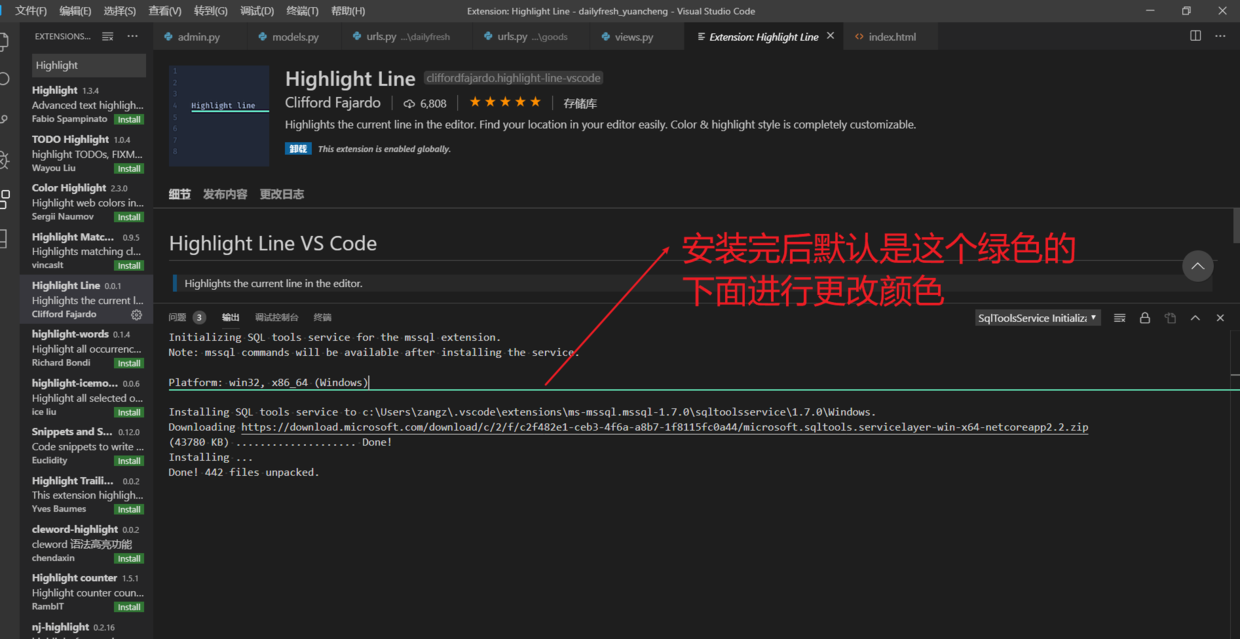 文件(F) 编辑(E) 选择(S) 查看(V) 转到(G) 调试(D) 终端(T) 帮助(H) Extension: Highlight Line - dailyfresh_yuancheng - Visual Studio Code
EXTENSIONS... admin.py models.py urls.py ...\dailyfresh urls.py ...\goods views.py Extension: Highlight Line index.html
Highlight
Highlight 1.3.4
Advanced text highligh...
Fabio Spampinato Install
TODO Highlight 1.0.4
highlight TODOs, FIXM...
Wayou Liu Install
Color Highlight 2.3.0
Highlight web colors in...
Sergii Naumov Install
Highlight Matc... 0.9.5
Highlights matching cl...
vincaslt Install
Highlight Line 0.0.1
Highlights the current l...
Clifford Fajardo
highlight-words 0.1.4
Highlight all occurrenc...
Richard Bondi Install
highlight-icemo... 0.0.6
Highlight all selected o...
ice liu Install
Snippets and S... 0.12.0
Code snippets to write ...
Euclidity Install
Highlight Traili... 0.0.2
This extension highligh...
Yves Baumes Install
cleword-highlight 0.0.2
cleword 语法高亮功能
chendaxin Install
Highlight counter 1.5.1
Highlight counter coun...
RambIT Install
nj-highlight 0.2.16
1
2
3
4 Highlight line
5
6
7
8
Highlight Line cliffordfajardo.highlight-line-vscode
Clifford Fajardo 6,808 ★★★★★ 存储库
Highlights the current line in the editor. Find your location in your editor easily. Color & highlight style is completely customizable.
卸载 This extension is enabled globally.
细节 发布内容 更改日志
Highlight Line VS Code
Highlights the current line in the editor.
安装完后默认是这个绿色的
下面进行更改颜色
问题 3 输出 调试控制台 终端 SqlToolsService Initializa
Initializing SQL tools service for the mssql extension.
Note: mssql commands will be available after installing the service.
Platform: win32, x86_64 (Windows)
Installing SQL tools service to c:\Users\zangz\.vscode\extensions\ms-mssql.mssql-1.7.0\sqltoolsservice\1.7.0\Windows.
Downloading https://download.microsoft.com/download/c/2/f/c2f482e1-ceb3-4f6a-a8b7-1f8115fc0a44/microsoft.sqltools.servicelayer-win-x64-netcoreapp2.2.zip
(43780 KB) .................... Done!
Installing ...
Done! 442 files unpacked.